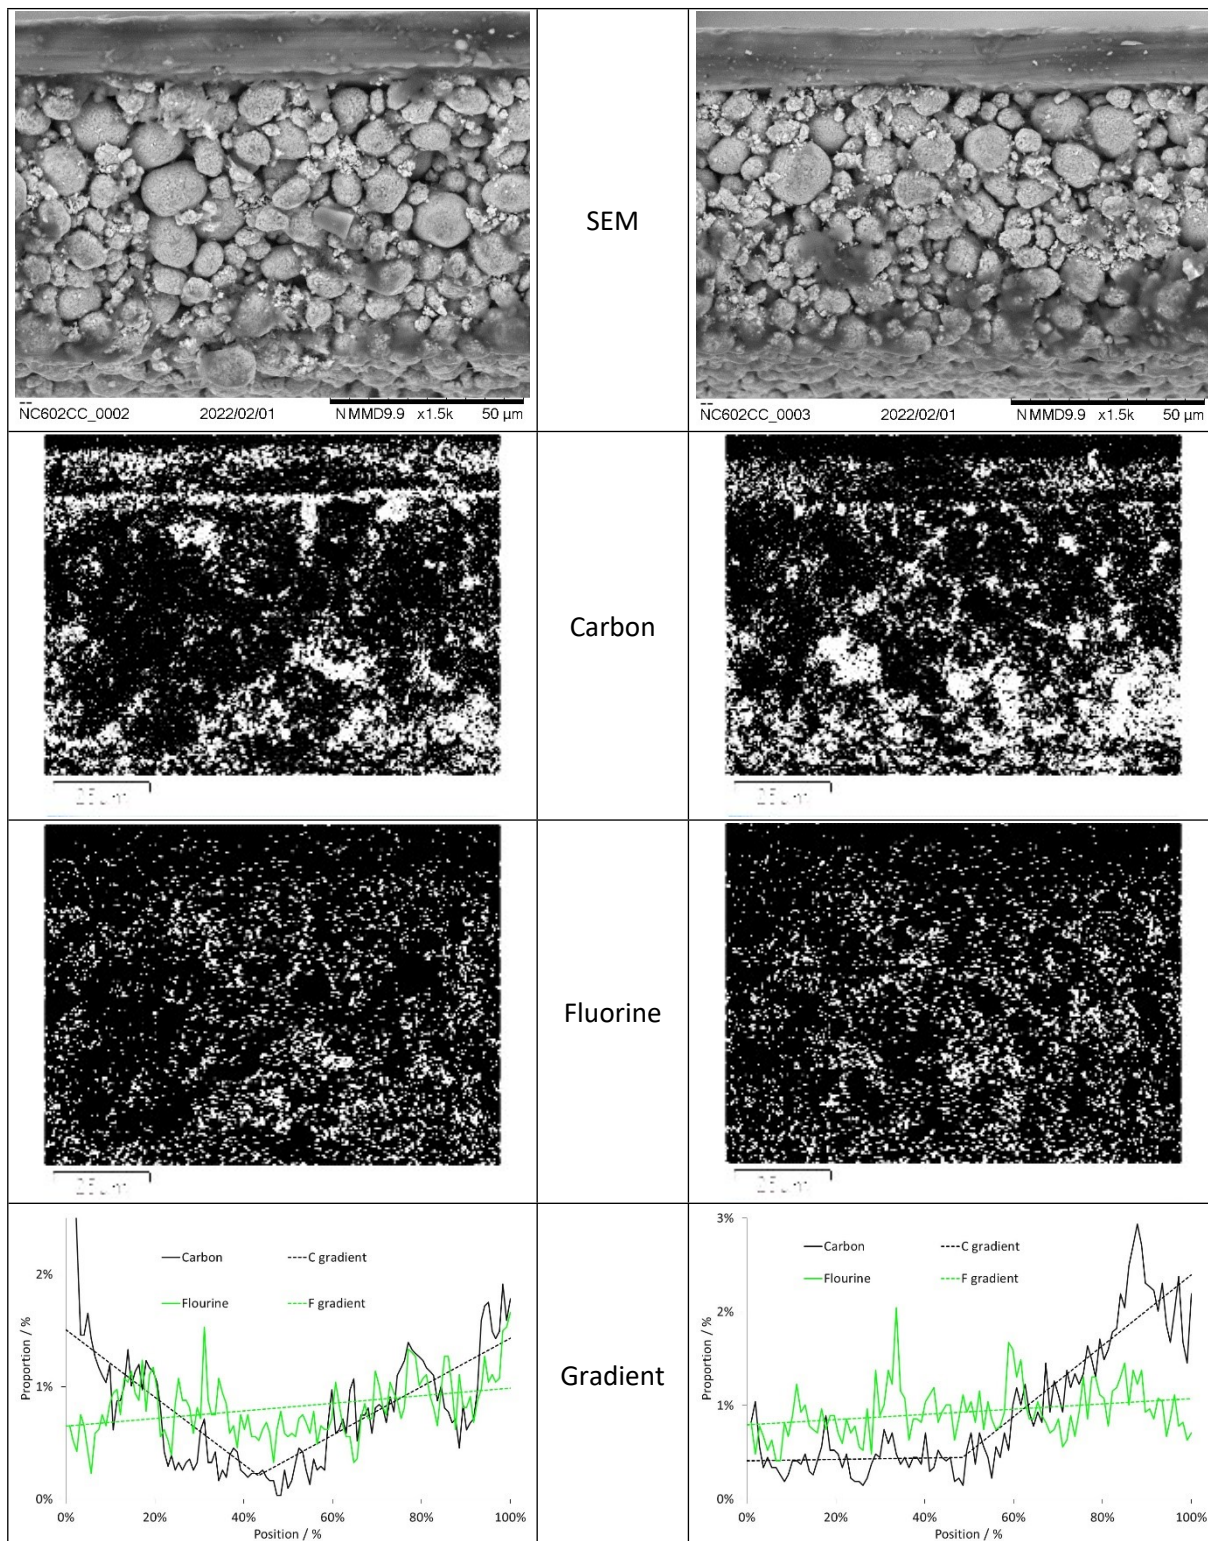 SEM
NC602CC_0002 2022/02/01 N MMD9.9 x1.5k 50 µm
NC602CC_0003 2022/02/01 N MMD9.9 x1.5k 50 µm
Carbon
Fluorine
Gradient
Carbon C gradient
Flourine F gradient
2%
1%
0%
Proportion / %
0% 20% 40% 60% 80% 100%
Position / %
Carbon C gradient
Flourine F gradient
3%
2%
1%
0%
Proportion / %
0% 20% 40% 60% 80% 100%
Position / %